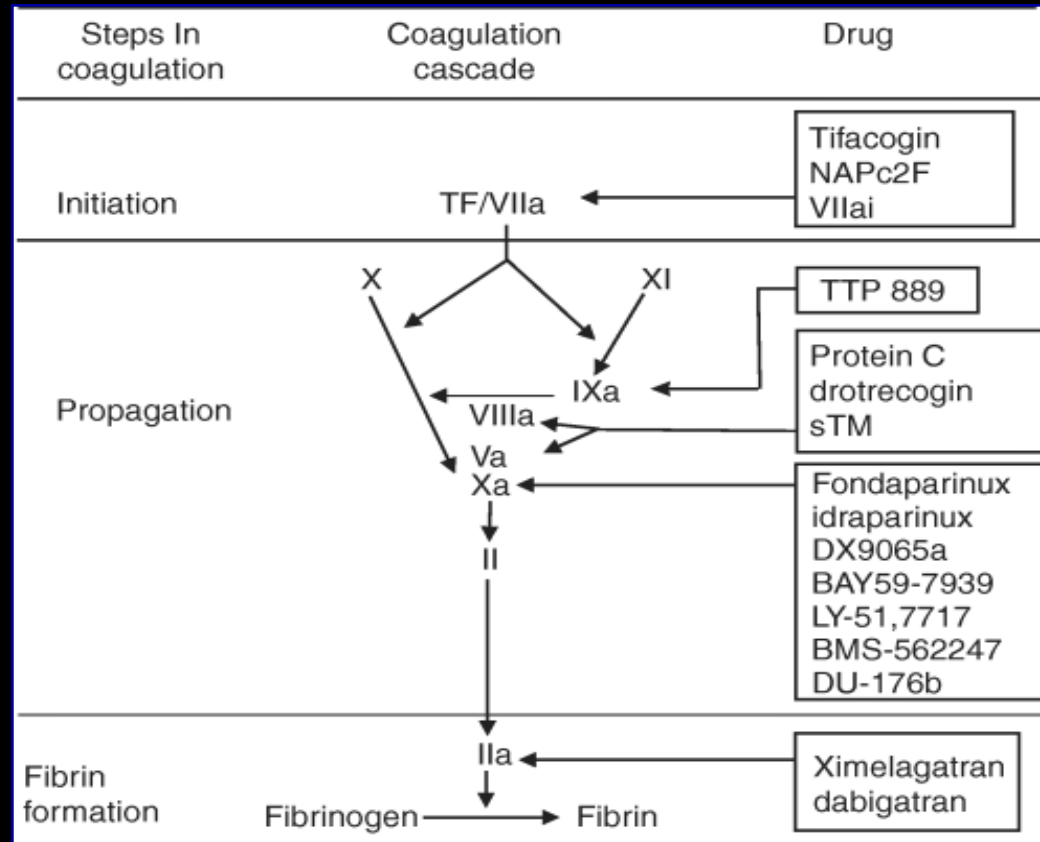 Steps In
coagulation
Coagulation
cascade
Drug
Initiation
TF/VIIa
Tifacogin
NAPc2F
VIIai
Propagation
X
XI
IXa
VIIIa
Va
Xa
II
TTP 889
Protein C
drotrecogin
sTM
Fondaparinux
idraparinux
DX9065a
BAY59-7939
LY-51,7717
BMS-562247
DU-176b
Fibrin
formation
IIa
Fibrinogen
Fibrin
Ximelagatran
dabigatran